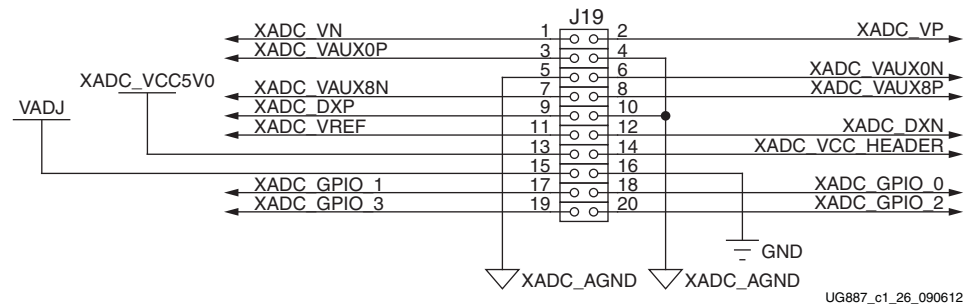 J19
XADC_VN 1 2 XADC_VP
XADC_VAUX0P 3 4
5 6 XADC_VAUX0N
XADC_VCC5V0
XADC_VAUX8N 7 8 XADC_VAUX8P
VADJ
XADC_DXP 9 10
XADC_VREF 11 12 XADC_DXN
13 14 XADC_VCC_HEADER
15 16
XADC_GPIO_1 17 18 XADC_GPIO_0
XADC_GPIO_3 19 20 XADC_GPIO_2
GND
XADC_AGND XADC_AGND
UG887_c1_26_090612